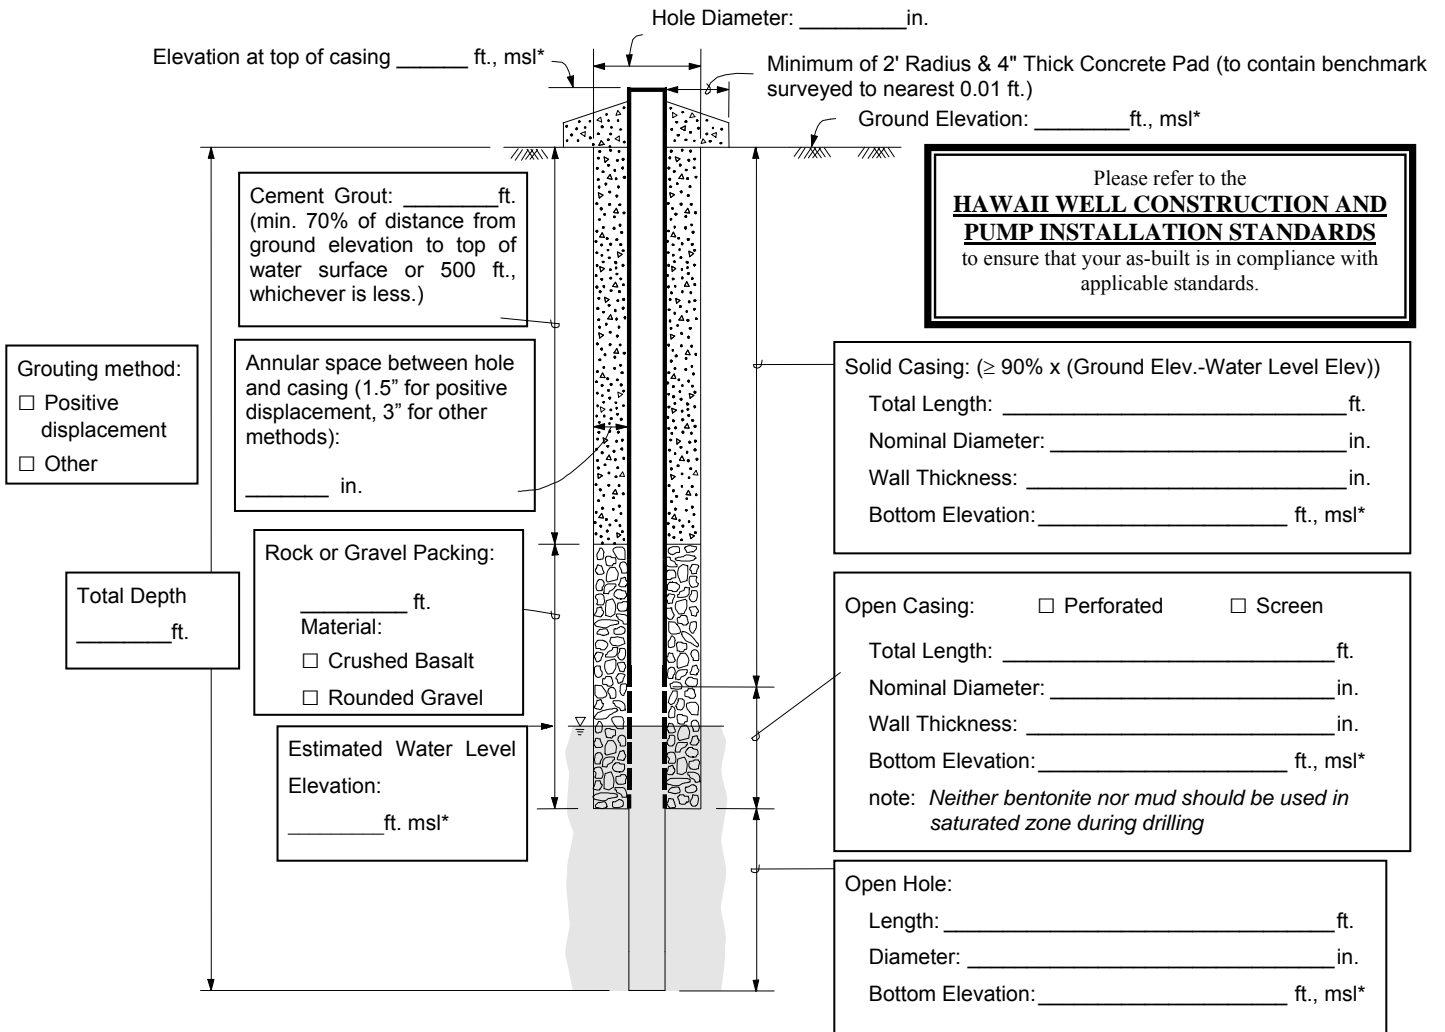 Hole Diameter: _________in.
Elevation at top of casing ______ ft., msl*
Minimum of 2' Radius & 4" Thick Concrete Pad (to contain benchmark
surveyed to nearest 0.01 ft.)
Ground Elevation: ________ft., msl*
Please refer to the
HAWAII WELL CONSTRUCTION AND
PUMP INSTALLATION STANDARDS
to ensure that your as-built is in compliance with
applicable standards.
Cement Grout: ________ft.
(min. 70% of distance from
ground elevation to top of
water surface or 500 ft.,
whichever is less.)
Grouting method:
☐ Positive
displacement
☐ Other
Annular space between hole
and casing (1.5” for positive
displacement, 3” for other
methods):
_______ in.
Rock or Gravel Packing:
_________ ft.
Material:
☐ Crushed Basalt
☐ Rounded Gravel
Total Depth
________ft.
Estimated Water Level
Elevation:
________ft. msl*
Solid Casing: (≥ 90% x (Ground Elev.-Water Level Elev))
Total Length: _____________________________ft.
Nominal Diameter: _________________________in.
Wall Thickness: ___________________________in.
Bottom Elevation: _____________________ ft., msl*
Open Casing: ☐ Perforated ☐ Screen
Total Length: ____________________________ft.
Nominal Diameter: ________________________in.
Wall Thickness: __________________________in.
Bottom Elevation: _____________________ ft., msl*
note: Neither bentonite nor mud should be used in
saturated zone during drilling
Open Hole:
Length: _________________________________ft.
Diameter: _______________________________in.
Bottom Elevation: _____________________ ft., msl*